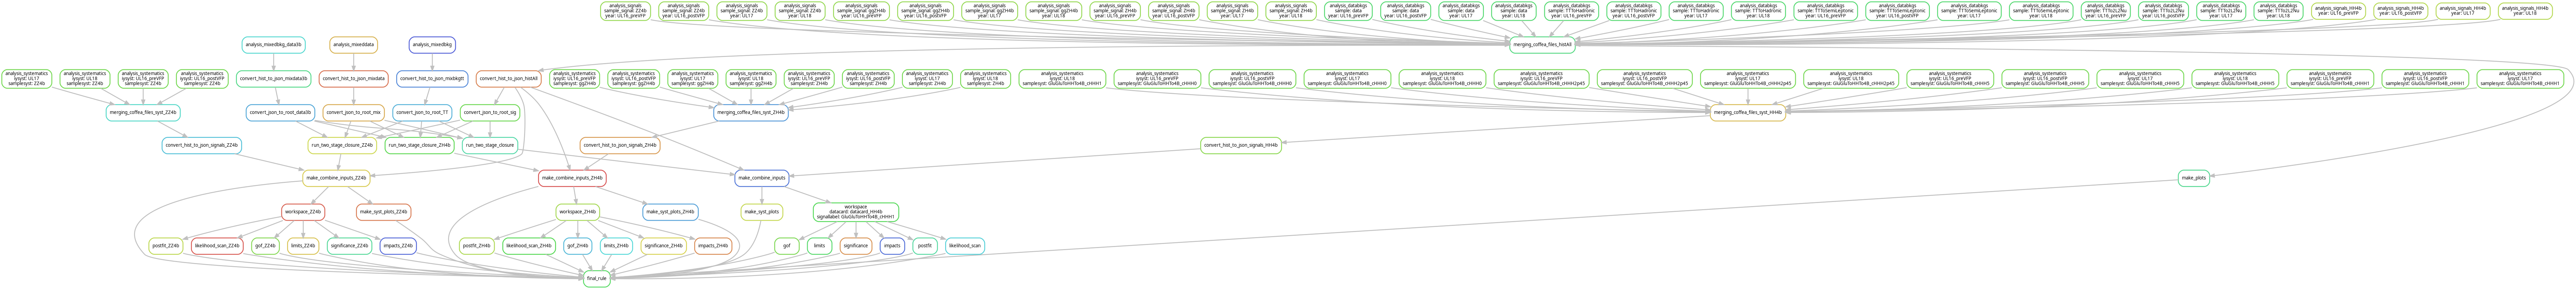 analysis_signals
sample_signal: ZZ4b
year: UL16_preVFP
analysis_signals
sample_signal: ZZ4b
year: UL16_postVFP
analysis_signals
sample_signal: ZZ4b
year: UL17
analysis_signals
sample_signal: ZZ4b
year: UL18
analysis_signals
sample_signal: ggZH4b
year: UL16_preVFP
analysis_signals
sample_signal: ggZH4b
year: UL16_postVFP
analysis_signals
sample_signal: ggZH4b
year: UL17
analysis_signals
sample_signal: ggZH4b
year: UL18
analysis_signals
sample_signal: ZH4b
year: UL16_preVFP
analysis_signals
sample_signal: ZH4b
year: UL16_postVFP
analysis_signals
sample_signal: ZH4b
year: UL17
analysis_signals
sample_signal: ZH4b
year: UL18
analysis_databkgs
sample: data
year: UL16_preVFP
analysis_databkgs
sample: data
year: UL16_postVFP
analysis_databkgs
sample: data
year: UL17
analysis_databkgs
sample: data
year: UL18
analysis_databkgs
sample: TTToHadronic
year: UL16_preVFP
analysis_databkgs
sample: TTToHadronic
year: UL16_postVFP
analysis_databkgs
sample: TTToHadronic
year: UL17
analysis_databkgs
sample: TTToHadronic
year: UL18
analysis_databkgs
sample: TTToSemiLeptonic
year: UL16_preVFP
analysis_databkgs
sample: TTToSemiLeptonic
year: UL16_postVFP
analysis_databkgs
sample: TTToSemiLeptonic
year: UL17
analysis_databkgs
sample: TTToSemiLeptonic
year: UL18
analysis_databkgs
sample: TTTo2L2Nu
year: UL16_preVFP
analysis_databkgs
sample: TTTo2L2Nu
year: UL16_postVFP
analysis_databkgs
sample: TTTo2L2Nu
year: UL17
analysis_databkgs
sample: TTTo2L2Nu
year: UL18
analysis_signals_HH4b
year: UL16_preVFP
analysis_signals_HH4b
year: UL16_postVFP
analysis_signals_HH4b
year: UL17
analysis_signals_HH4b
year: UL18
analysis_mixedbkg_data3b
analysis_mixeddata
analysis_mixedbkg
merging_coffea_files_histAll
analysis_systematics
iysyst: UL17
samplesyst: ZZ4b
analysis_systematics
iysyst: UL18
samplesyst: ZZ4b
analysis_systematics
iysyst: UL16_preVFP
samplesyst: ZZ4b
analysis_systematics
iysyst: UL16_postVFP
samplesyst: ZZ4b
convert_hist_to_json_mixdata3b
convert_hist_to_json_mixdata
convert_hist_to_json_mixbkgtt
convert_hist_to_json_histAll
analysis_systematics
iysyst: UL16_preVFP
samplesyst: ggZH4b
analysis_systematics
iysyst: UL16_postVFP
samplesyst: ggZH4b
analysis_systematics
iysyst: UL17
samplesyst: ggZH4b
analysis_systematics
iysyst: UL18
samplesyst: ggZH4b
analysis_systematics
iysyst: UL16_preVFP
samplesyst: ZH4b
analysis_systematics
iysyst: UL16_postVFP
samplesyst: ZH4b
analysis_systematics
iysyst: UL17
samplesyst: ZH4b
analysis_systematics
iysyst: UL18
samplesyst: ZH4b
analysis_systematics
iysyst: UL18
samplesyst: GluGluToHHTo4B_cHHH1
analysis_systematics
iysyst: UL16_preVFP
samplesyst: GluGluToHHTo4B_cHHH0
analysis_systematics
iysyst: UL16_postVFP
samplesyst: GluGluToHHTo4B_cHHH0
analysis_systematics
iysyst: UL17
samplesyst: GluGluToHHTo4B_cHHH0
analysis_systematics
iysyst: UL18
samplesyst: GluGluToHHTo4B_cHHH0
analysis_systematics
iysyst: UL16_preVFP
samplesyst: GluGluToHHTo4B_cHHH2p45
analysis_systematics
iysyst: UL16_postVFP
samplesyst: GluGluToHHTo4B_cHHH2p45
analysis_systematics
iysyst: UL17
samplesyst: GluGluToHHTo4B_cHHH2p45
analysis_systematics
iysyst: UL18
samplesyst: GluGluToHHTo4B_cHHH2p45
analysis_systematics
iysyst: UL16_preVFP
samplesyst: GluGluToHHTo4B_cHHH5
analysis_systematics
iysyst: UL16_postVFP
samplesyst: GluGluToHHTo4B_cHHH5
analysis_systematics
iysyst: UL17
samplesyst: GluGluToHHTo4B_cHHH5
analysis_systematics
iysyst: UL18
samplesyst: GluGluToHHTo4B_cHHH5
analysis_systematics
iysyst: UL16_preVFP
samplesyst: GluGluToHHTo4B_cHHH1
analysis_systematics
iysyst: UL16_postVFP
samplesyst: GluGluToHHTo4B_cHHH1
analysis_systematics
iysyst: UL17
samplesyst: GluGluToHHTo4B_cHHH1
merging_coffea_files_syst_ZZ4b
convert_json_to_root_data3b
convert_json_to_root_mix
convert_json_to_root_TT
convert_json_to_root_sig
merging_coffea_files_syst_ZH4b
merging_coffea_files_syst_HH4b
convert_hist_to_json_signals_ZZ4b
run_two_stage_closure_ZZ4b
run_two_stage_closure_ZH4b
run_two_stage_closure
convert_hist_to_json_signals_ZH4b
convert_hist_to_json_signals_HH4b
make_combine_inputs_ZZ4b
make_combine_inputs_ZH4b
make_combine_inputs
make_plots
workspace_ZZ4b
make_syst_plots_ZZ4b
workspace_ZH4b
make_syst_plots_ZH4b
make_syst_plots
workspace
datacard: datacard_HH4b
signallabel: GluGluToHHTo4B_cHHH1
postfit_ZZ4b
likelihood_scan_ZZ4b
gof_ZZ4b
limits_ZZ4b
significance_ZZ4b
impacts_ZZ4b
postfit_ZH4b
likelihood_scan_ZH4b
gof_ZH4b
limits_ZH4b
significance_ZH4b
impacts_ZH4b
gof
limits
significance
impacts
postfit
likelihood_scan
final_rule